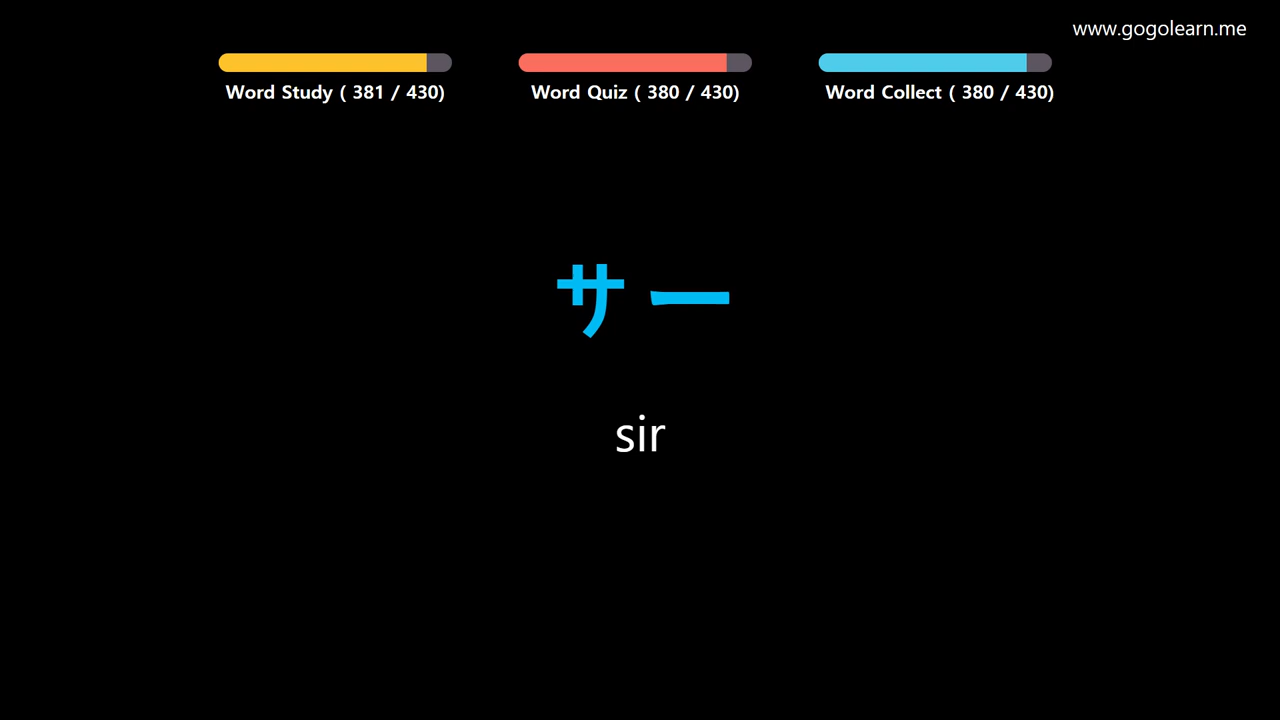 www.gogolearn.me
Word Study ( 381 / 430)
Word Quiz ( 380 / 430)
Word Collect ( 380 / 430)
サー
sir